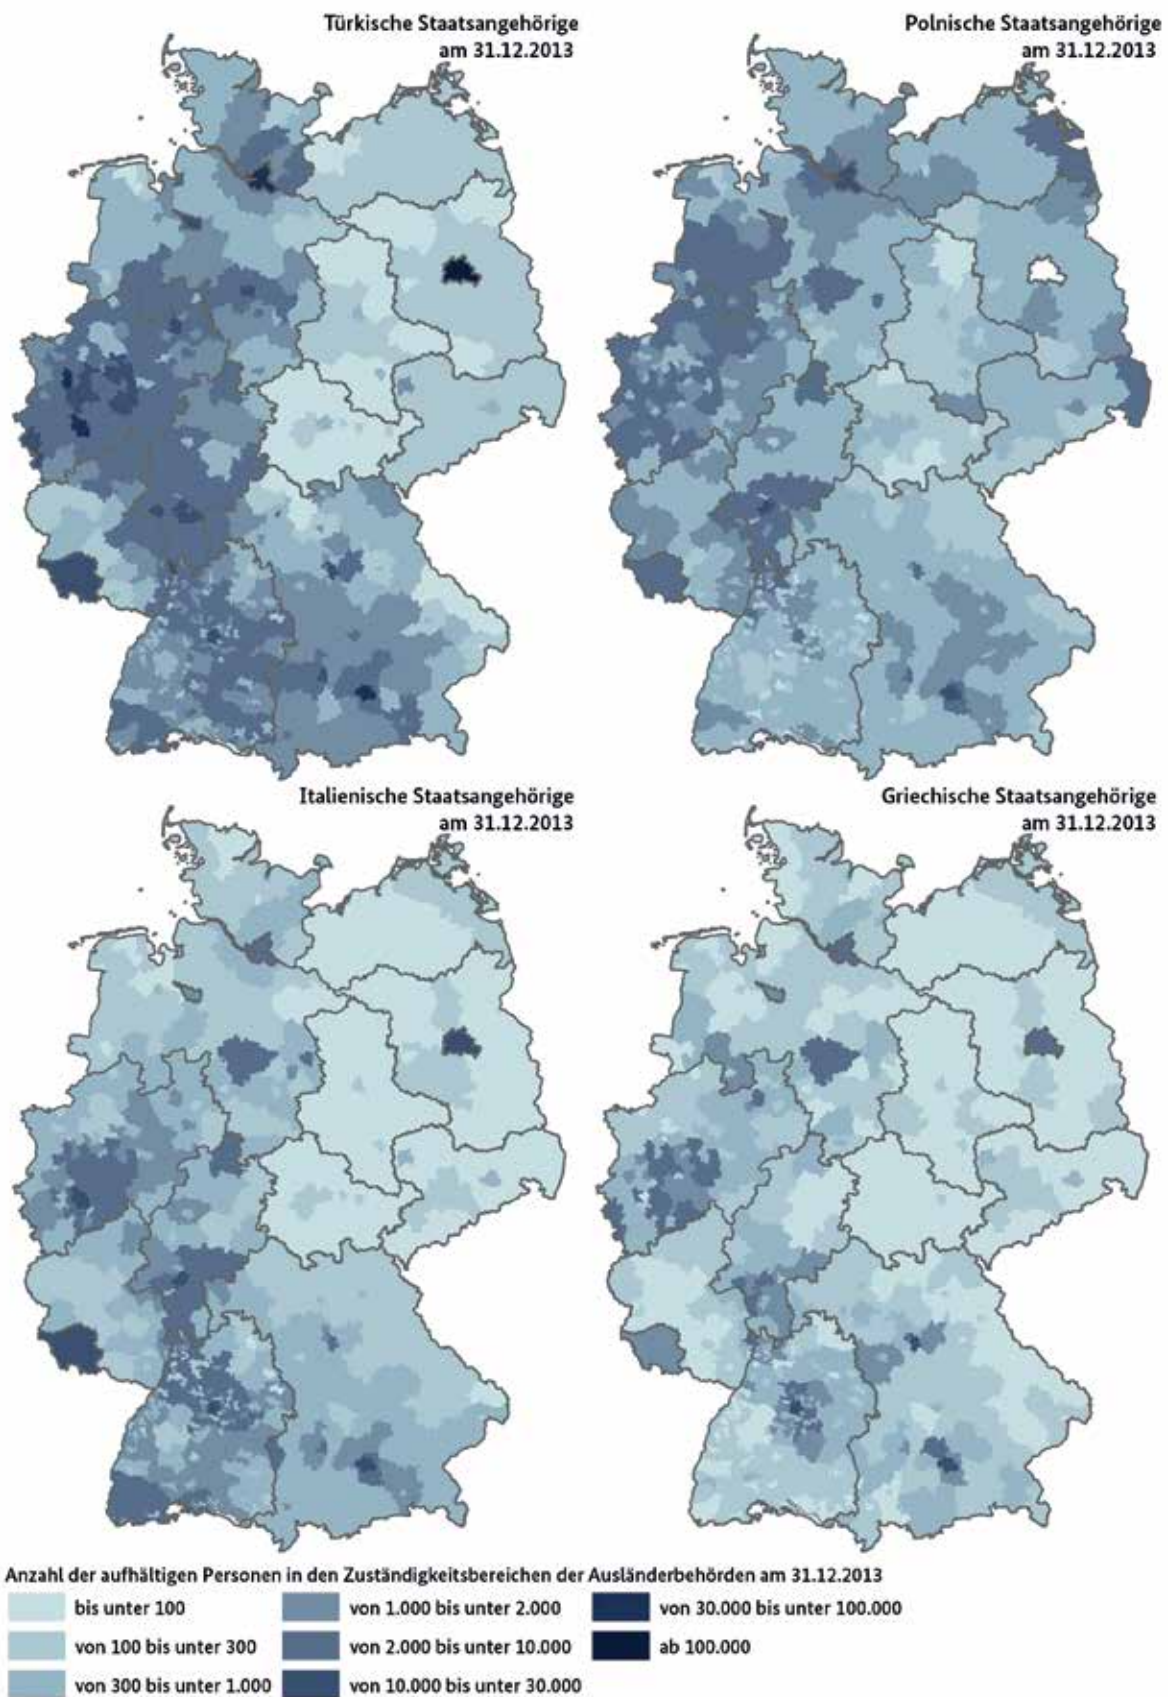 Türkische Staatsangehörige
am 31.12.2013
Polnische Staatsangehörige
am 31.12.2013
Italienische Staatsangehörige
am 31.12.2013
Griechische Staatsangehörige
am 31.12.2013
Anzahl der aufhältigen Personen in den Zuständigkeitsbereichen der Ausländerbehörden am 31.12.2013
bis unter 100
von 100 bis unter 300
von 300 bis unter 1.000
von 1.000 bis unter 2.000
von 2.000 bis unter 10.000
von 10.000 bis unter 30.000
von 30.000 bis unter 100.000
ab 100.000